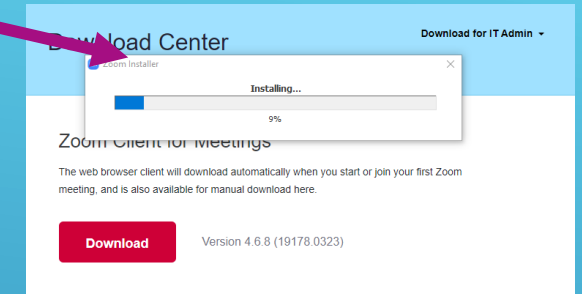 Download Center
Download for IT Admin
Zoom Installer
Installing...
9%
Zoom Client for Meetings
The web browser client will download automatically when you start or join your first Zoom
meeting, and is also available for manual download here.
Download
Version 4.6.8 (19178.0323)